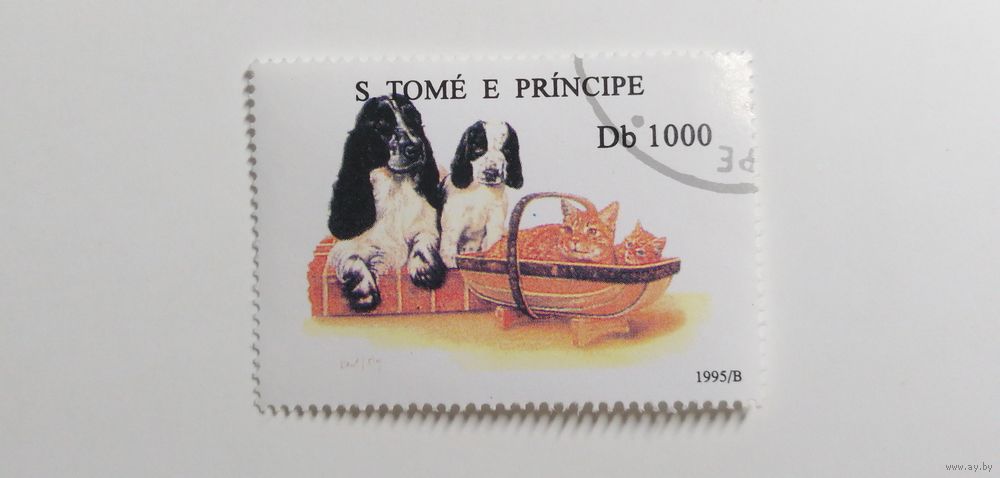 S. TOMÉ E PRÍNCIPE
Db 1000
1995/B
www.ay.by